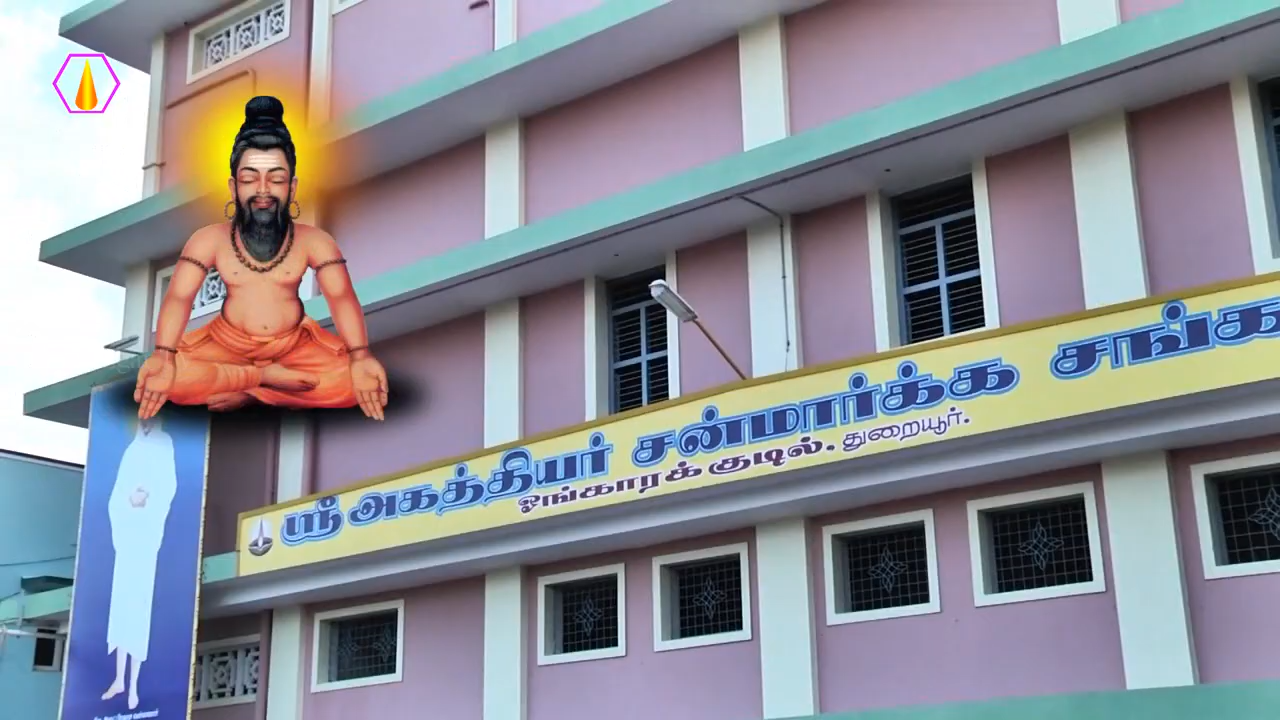 ஸ்ரீ அகத்தியர் சன்மார்க்க சங்க
ஓங்காரக்குடில். துறையூர்.